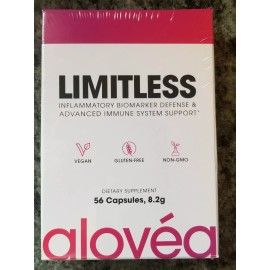 LIMITLESS
INFLAMMATORY BIOMARKER DEFENSE &
ADVANCED IMMUNE SYSTEM SUPPORT*
VEGAN
GLUTEN-FREE
NON-GMO
DIETARY SUPPLEMENT
56 Capsules, 8.2g
alovéa